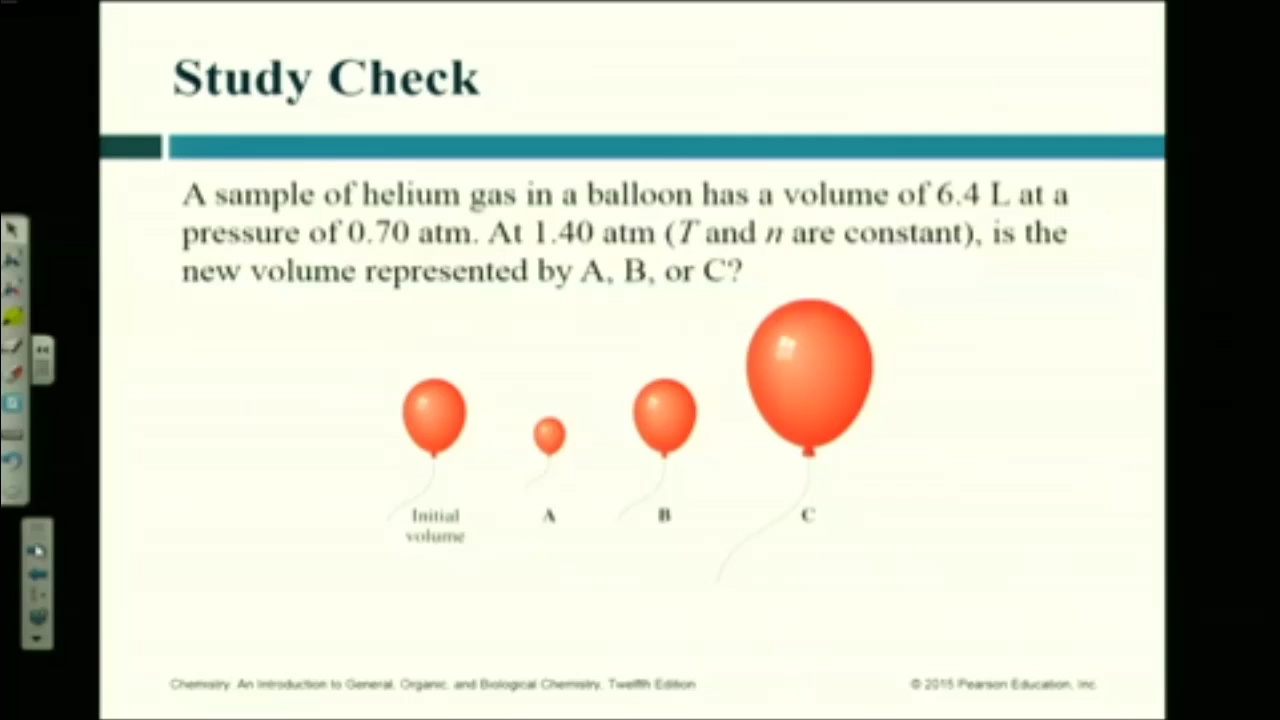 Study Check
A sample of helium gas in a balloon has a volume of 6.4 L at a
pressure of 0.70 atm. At 1.40 atm (T and n are constant), is the
new volume represented by A, B, or C?
Initial
volume
A
B
C
Chemistry: An Introduction to General, Organic, and Biological Chemistry, Twelfth Edition
© 2015 Pearson Education, Inc.